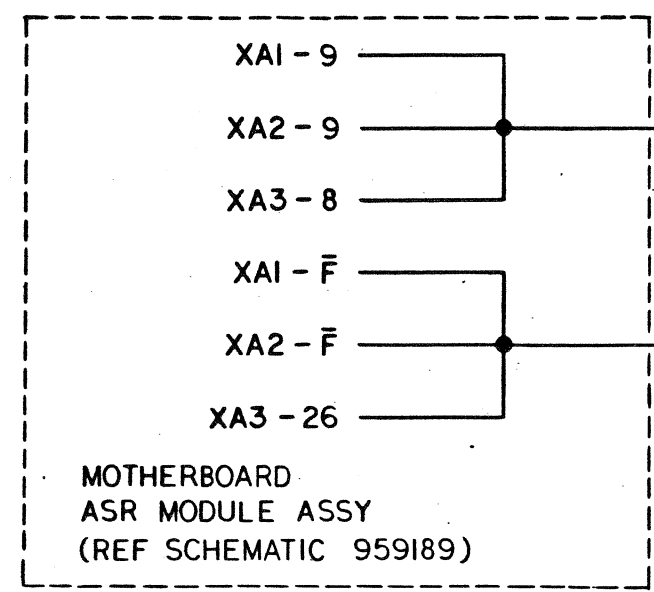 XA1-9
XA2-9
XA3-8
XA1-F̅
XA2-F̅
XA3-26
MOTHERBOARD
ASR MODULE ASSY
(REF SCHEMATIC 959189)